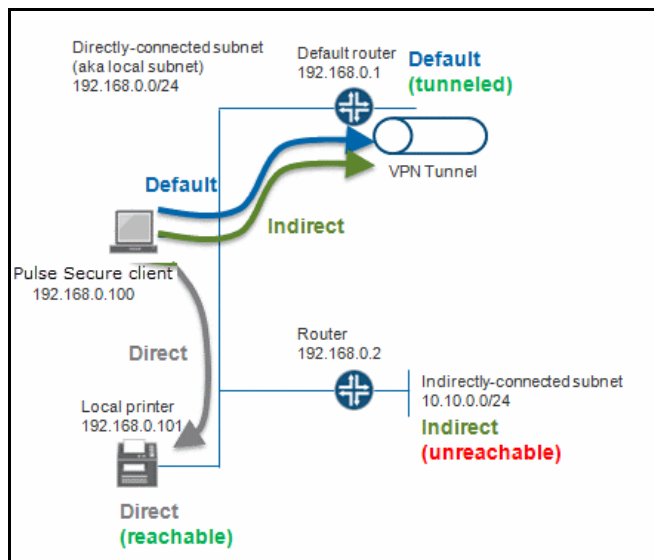 Directly-connected subnet
(aka local subnet)
192.168.0.0/24
Default router
192.168.0.1
Default
(tunneled)
VPN Tunnel
Default
Indirect
Pulse Secure client
192.168.0.100
Direct
Router
192.168.0.2
Indirectly-connected subnet
10.10.0.0/24
Indirect
(unreachable)
Local printer
192.168.0.101
Direct
(reachable)